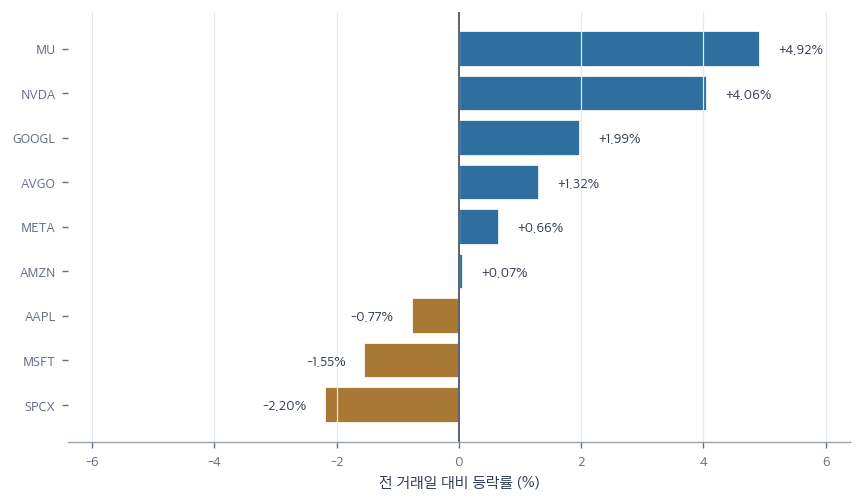 MU +4.92%
NVDA +4.06%
GOOGL +1.99%
AVGO +1.32%
META +0.66%
AMZN +0.07%
AAPL −0.77%
MSFT −1.55%
SPCX −2.20%
−6 −4 −2 0 2 4 6
전 거래일 대비 등락률 (%)